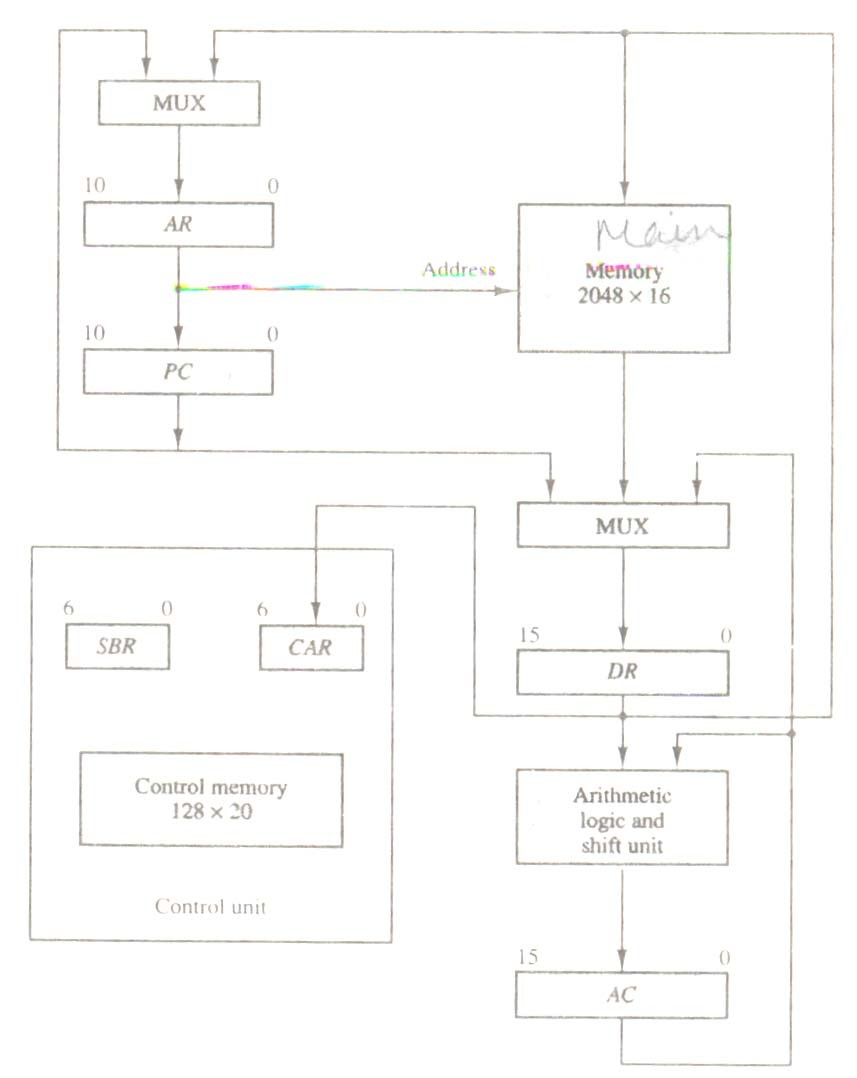 MUX
10 0
AR
Main
Address
Memory
2048 × 16
10 0
PC
MUX
6 0
6 0
SBR
CAR
15 0
DR
Control memory
128 × 20
Arithmetic
logic and
shift unit
Control unit
15 0
AC